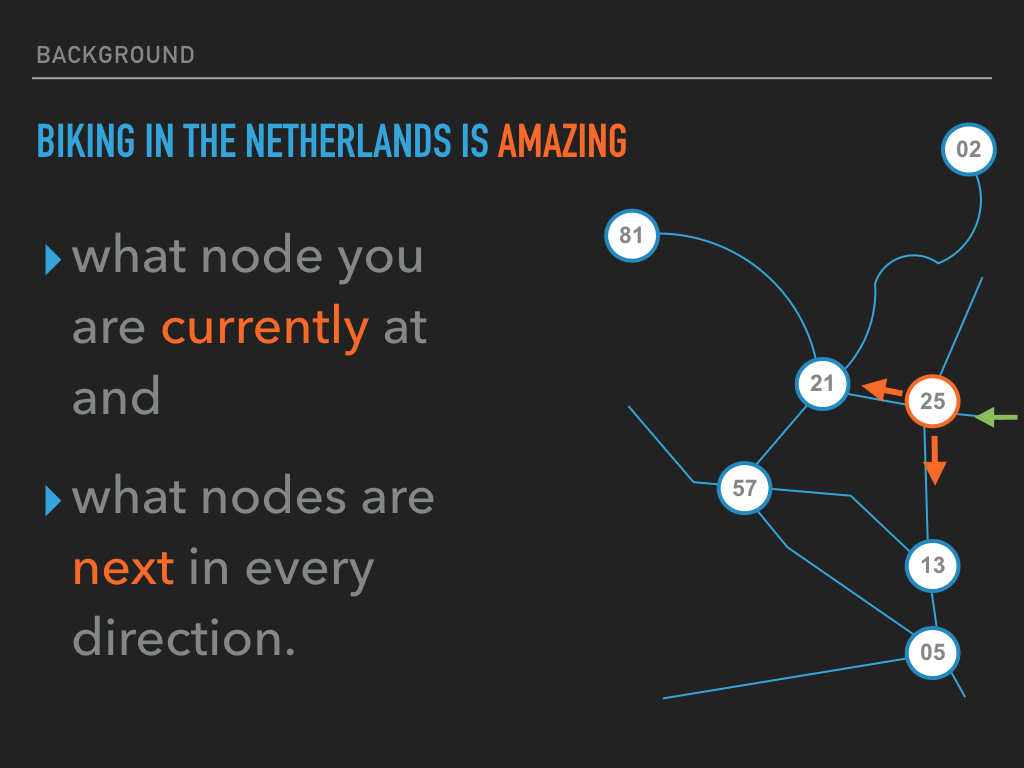 BACKGROUND
BIKING IN THE NETHERLANDS IS AMAZING
what node you
are currently at
and
what nodes are
next in every
direction.
02
81
21
25
57
13
05